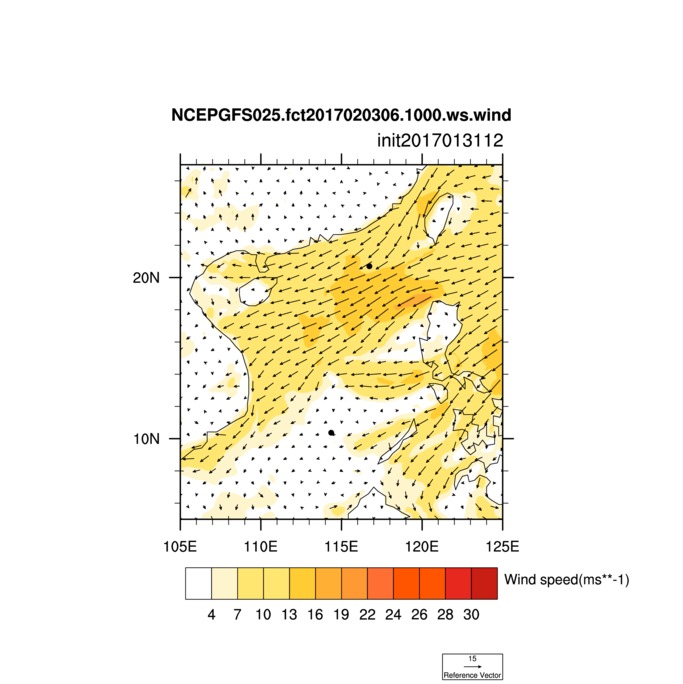 NCEPGFS025.fct2017020306.1000.ws.wind
init2017013112
20N
10N
105E 110E 115E 120E 125E
Wind speed(ms**-1)
4 7 10 13 16 19 22 24 26 28 30
15
Reference Vector